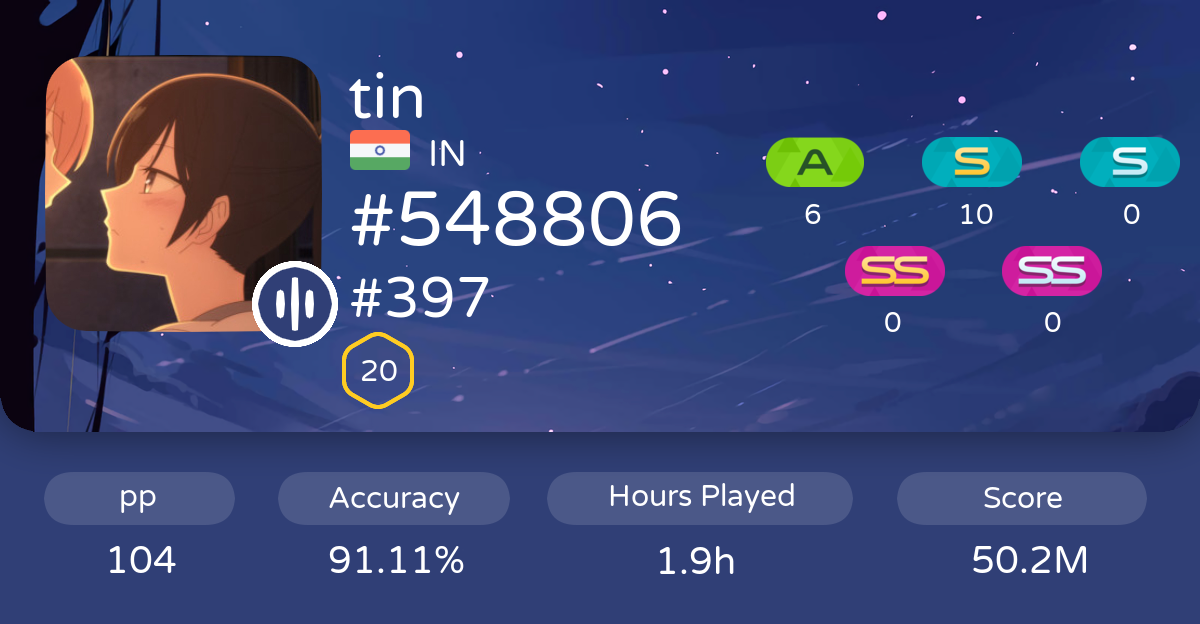 tin
IN
#548806
#397
20
A S S
6 10 0
SS SS
0 0
pp Accuracy Hours Played Score
104 91.11% 1.9h 50.2M